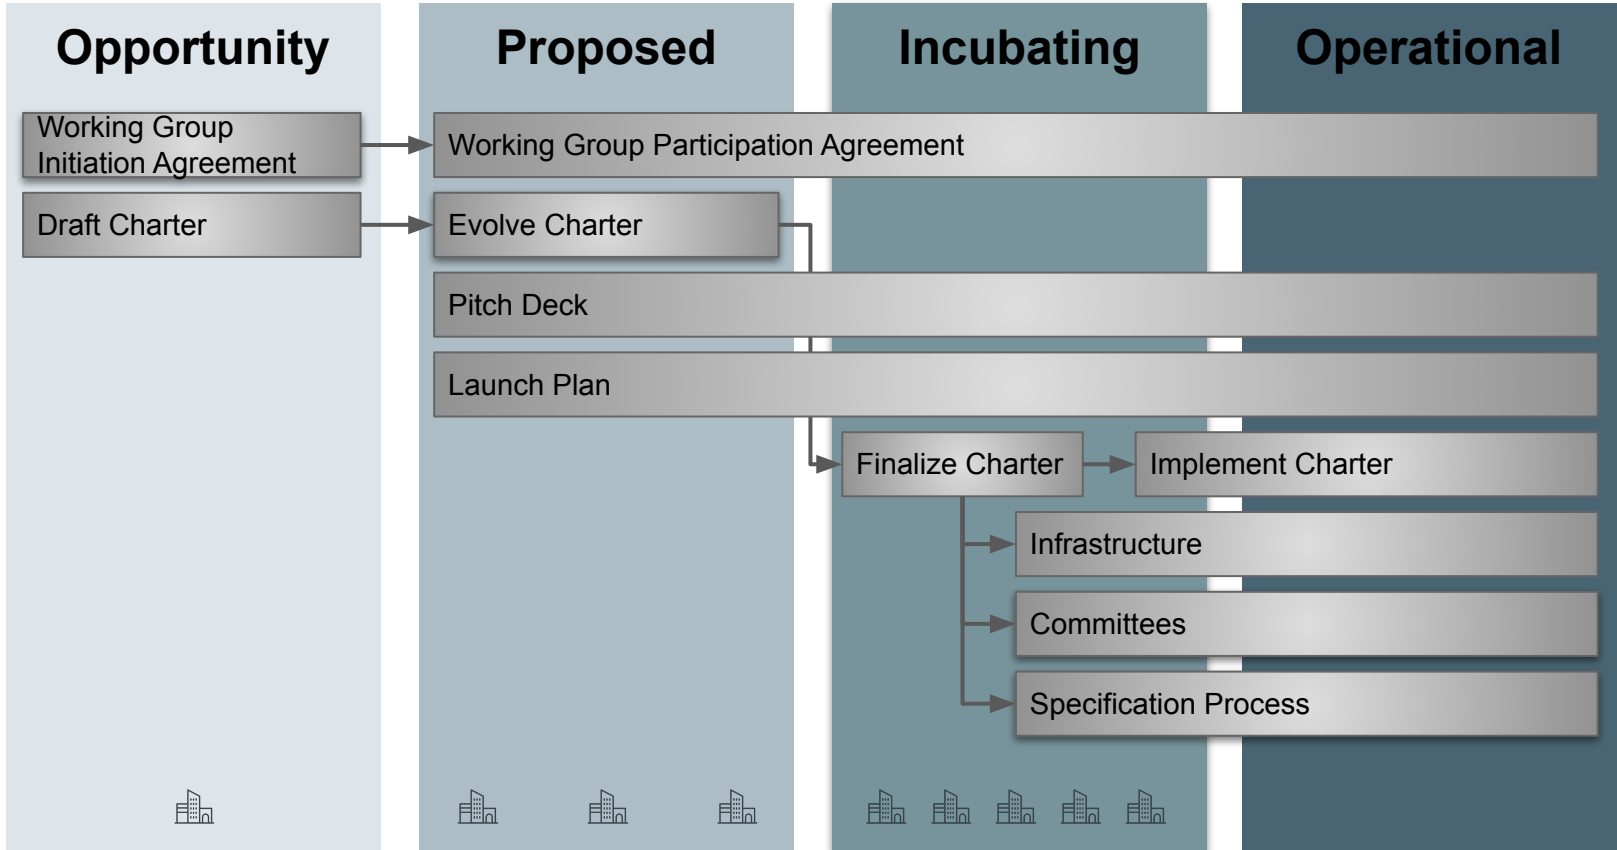 Opportunity
Proposed
Incubating
Operational
Working Group
Initiation Agreement
Working Group Participation Agreement
Draft Charter
Evolve Charter
Pitch Deck
Launch Plan
Finalize Charter
Implement Charter
Infrastructure
Committees
Specification Process